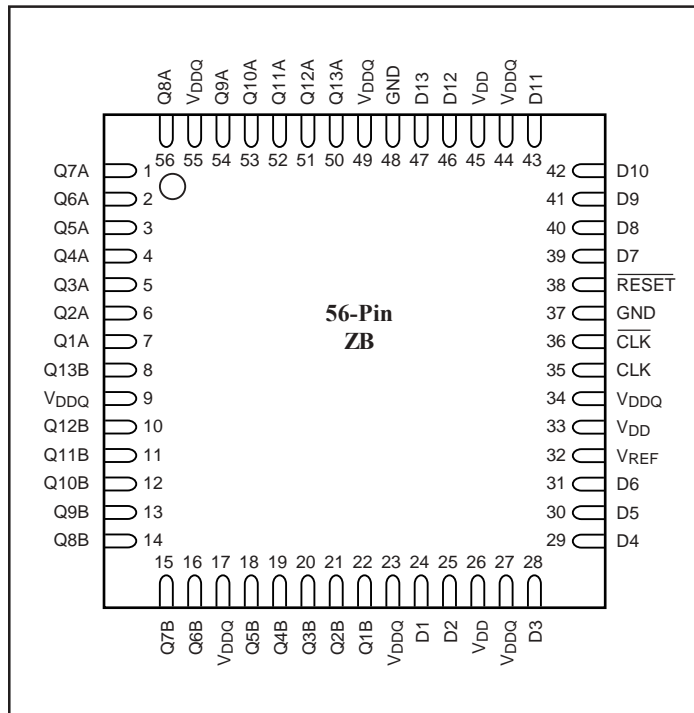 Q8A VDDQ Q9A Q10A Q11A Q12A Q13A VDDQ GND D13 D12 VDD VDDQ D11
56 55 54 53 52 51 50 49 48 47 46 45 44 43
Q7A 1 42 D10
Q6A 2 41 D9
Q5A 3 40 D8
Q4A 4 39 D7
Q3A 5 38 RESET
Q2A 6 37 GND
56-Pin
ZB
Q1A 7 36 CLK
Q13B 8 35 CLK
VDDQ 9 34 VDDQ
Q12B 10 33 VDD
Q11B 11 32 VREF
Q10B 12 31 D6
Q9B 13 30 D5
Q8B 14 29 D4
15 16 17 18 19 20 21 22 23 24 25 26 27 28
Q7B Q6B VDDQ Q5B Q4B Q3B Q2B Q1B VDDQ D1 D2 VDD VDDQ D3